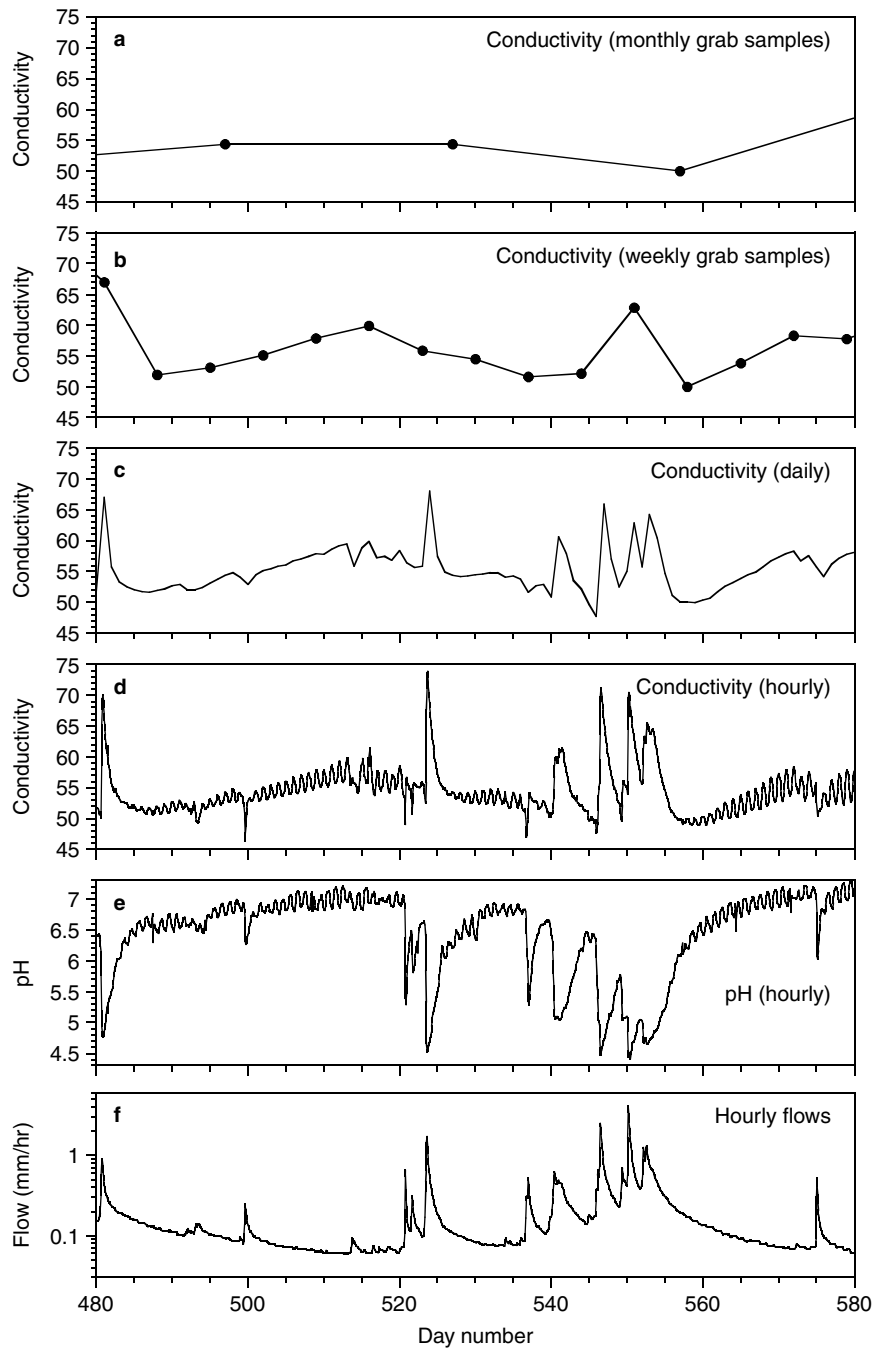 75
70
65
60
55
50
45
Conductivity
a
Conductivity (monthly grab samples)
75
70
65
60
55
50
45
Conductivity
b
Conductivity (weekly grab samples)
75
70
65
60
55
50
45
Conductivity
c
Conductivity (daily)
75
70
65
60
55
50
45
Conductivity
d
Conductivity (hourly)
7
6.5
6
5.5
5
4.5
pH
e
pH (hourly)
1
0.1
Flow (mm/hr)
f
Hourly flows
480 500 520 540 560 580
Day number